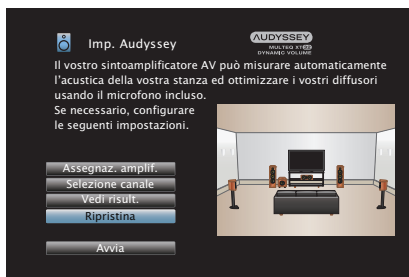 Imp. Audyssey
AUDYSSEY
MULTEQ XT32
DYNAMIC VOLUME
Il vostro sintoamplificatore AV può misurare automaticamente
l'acustica della vostra stanza ed ottimizzare i vostri diffusori
usando il microfono incluso.
Se necessario, configurare
le seguenti impostazioni.
Assegnaz. amplif.
Selezione canale
Vedi risult.
Ripristina
Avvia